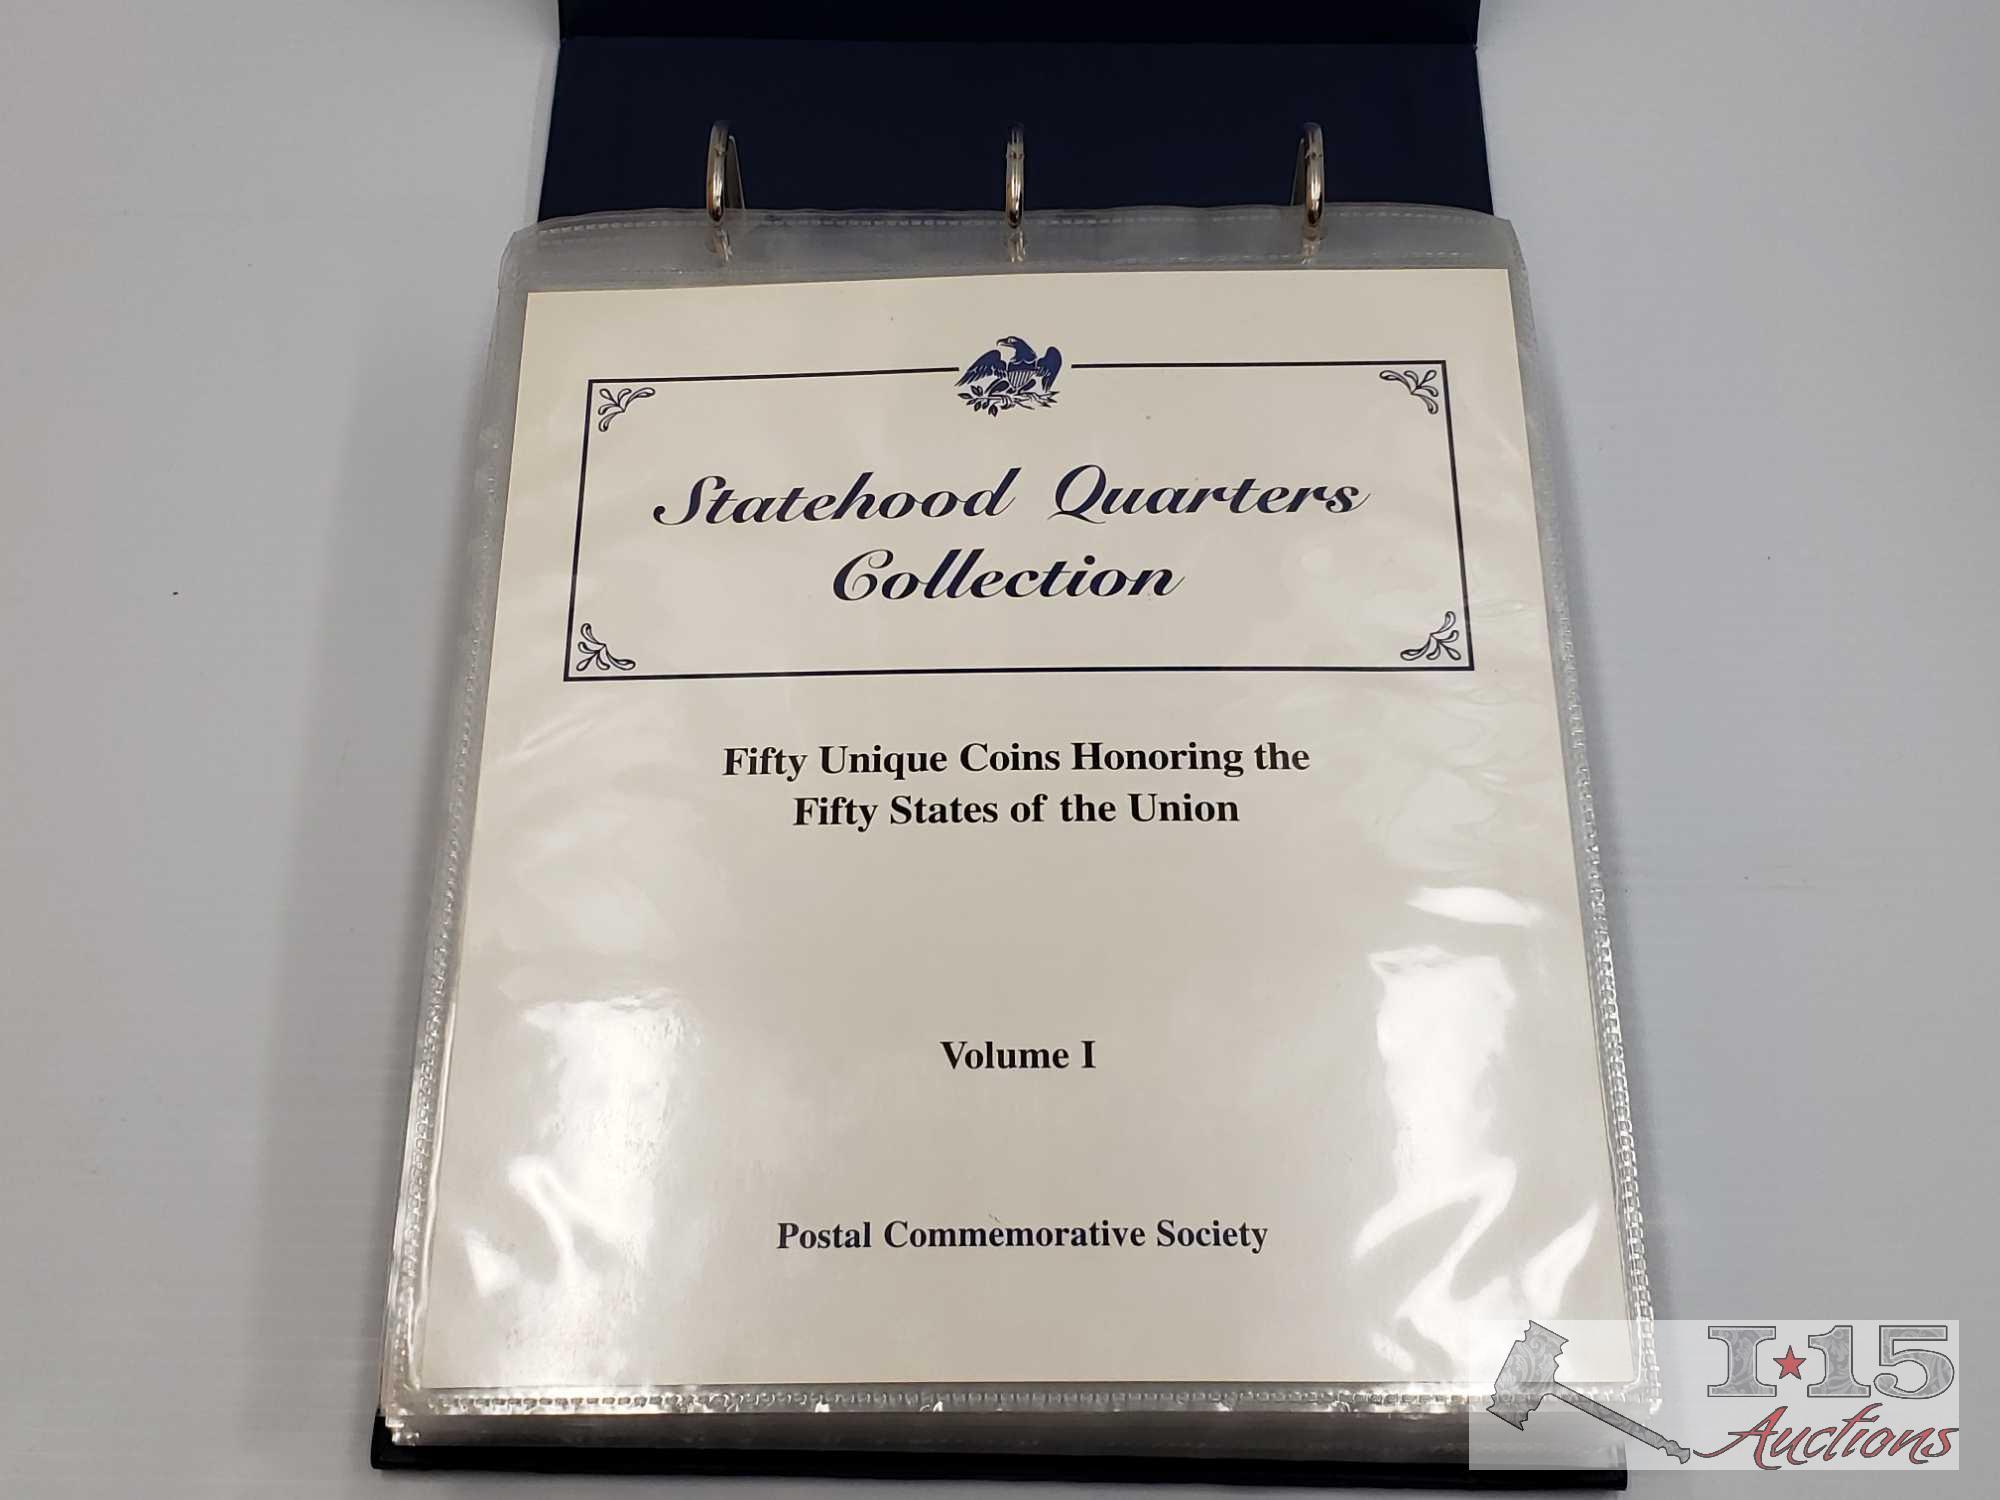 Statehood Quarters
Collection
Fifty Unique Coins Honoring the
Fifty States of the Union
Volume I
Postal Commemorative Society
I★15
Auctions